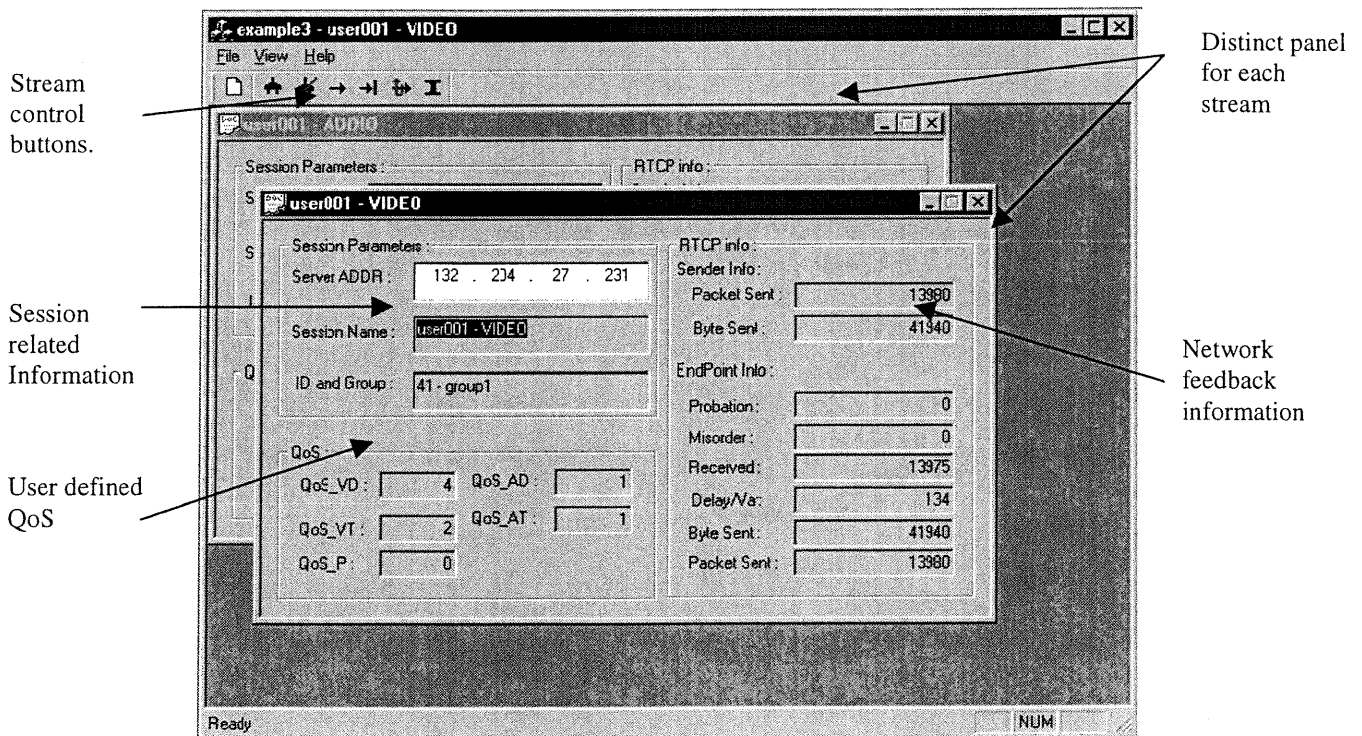 example3 - user001 - VIDEO
File View Help
Stream
control
buttons.
Distinct panel
for each
stream
user001 - AUDIO
Session Parameters :
RTCP info :
S
S
I
Q
user001 - VIDEO
Session Parameters :
Server ADDR : 132 . 234 . 27 . 231
Session Name : user001 - VIDEO
ID and Group : 41 - group1
QoS :
QoS_VD : 4 QoS_AD : 1
QoS_VT : 2 QoS_AT : 1
QoS_P : 0
RTCP info :
Sender Info :
Packet Sent : 13980
Byte Sent : 41940
EndPoint Info :
Probation : 0
Misorder : 0
Received : 13975
Delay/Va : 134
Byte Sent : 41940
Packet Sent : 13980
Session
related
Information
User defined
QoS
Network
feedback
information
Ready NUM